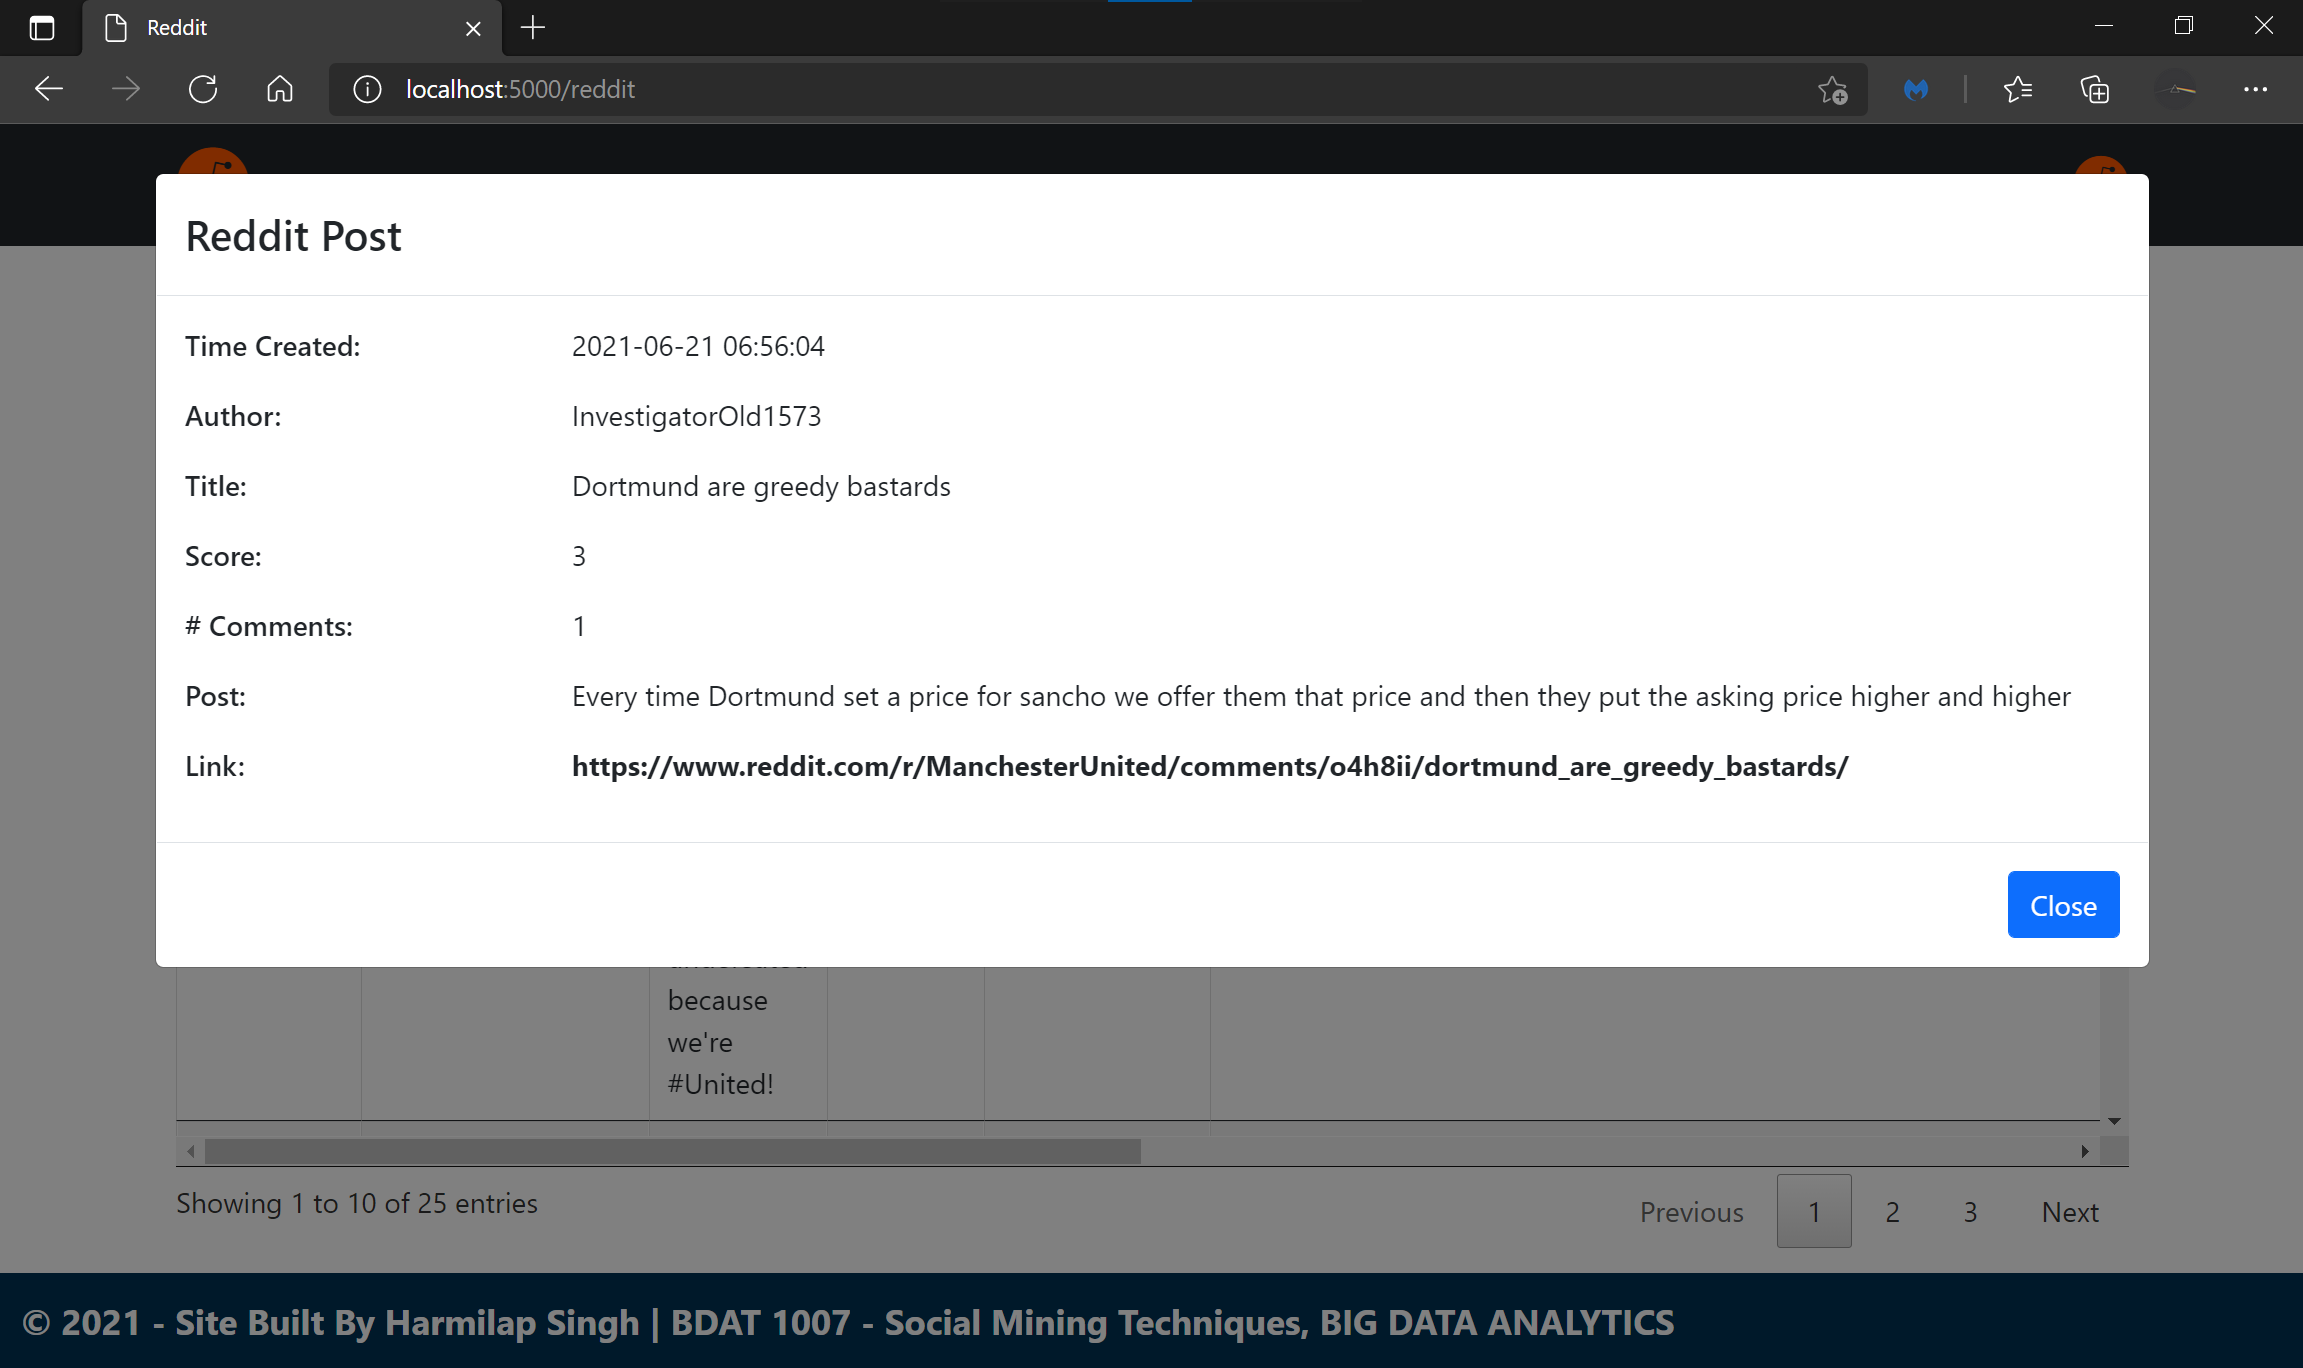 Reddit
localhost:5000/reddit
Reddit Post
Time Created: 2021-06-21 06:56:04
Author: InvestigatorOld1573
Title: Dortmund are greedy bastards
Score: 3
# Comments: 1
Post: Every time Dortmund set a price for sancho we offer them that price and then they put the asking price higher and higher
Link: https://www.reddit.com/r/ManchesterUnited/comments/o4h8ii/dortmund_are_greedy_bastards/
Close
because
we're
#United!
Showing 1 to 10 of 25 entries
Previous 1 2 3 Next
© 2021 - Site Built By Harmilap Singh | BDAT 1007 - Social Mining Techniques, BIG DATA ANALYTICS